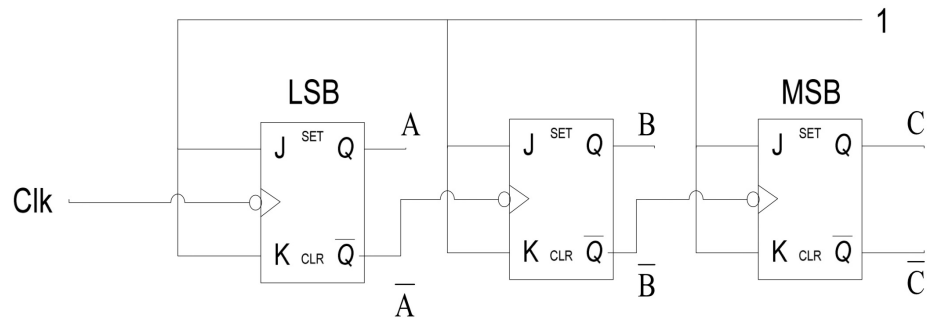 1
LSB MSB
A B C
J SET Q J SET Q J SET Q
Clk
K CLR Q̅ K CLR Q̅ K CLR Q̅
A̅ B̅ C̅